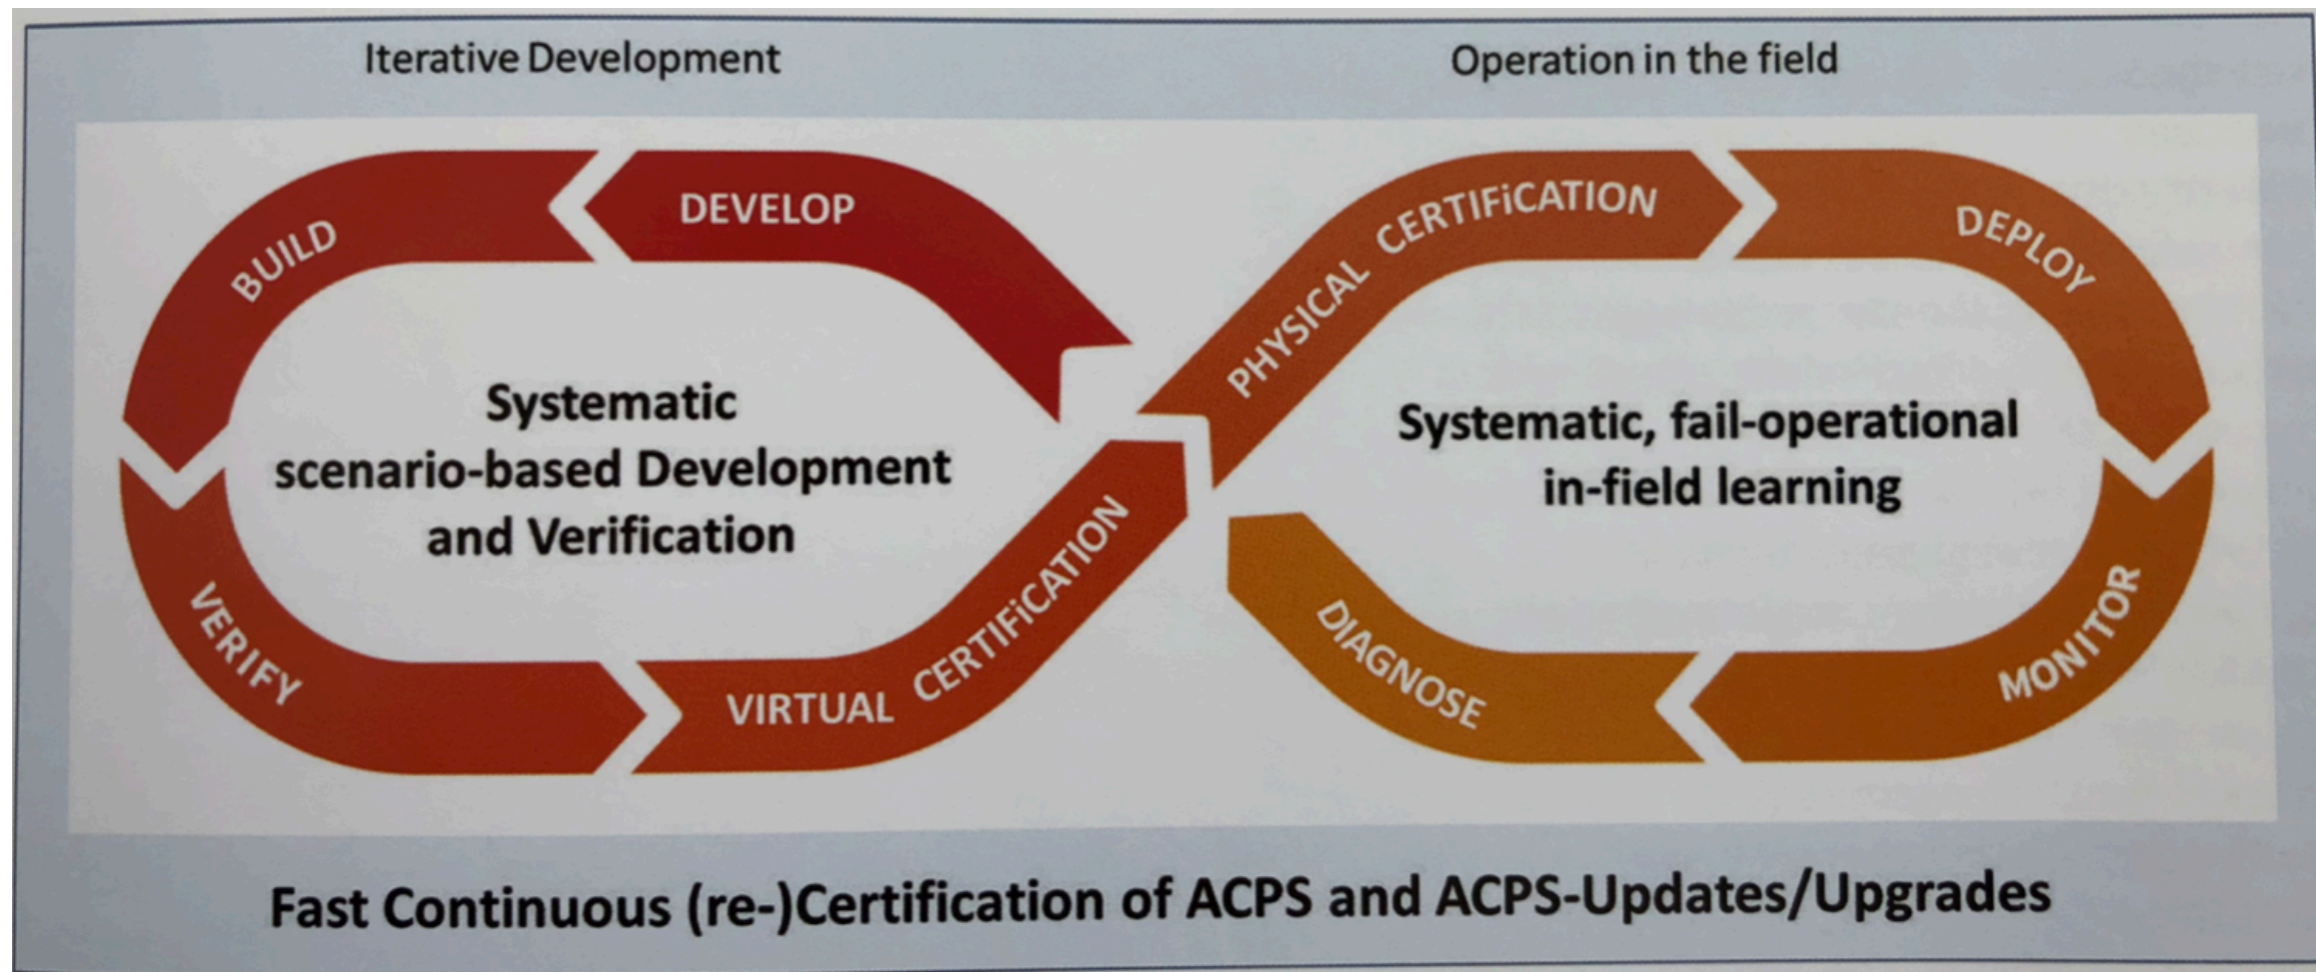 Iterative Development
Operation in the field
DEVELOP
BUILD
VERIFY
VIRTUAL CERTIFiCATION
PHYSICAL CERTIFiCATION
DEPLOY
MONITOR
DIAGNOSE
Systematic
scenario-based Development
and Verification
Systematic, fail-operational
in-field learning
Fast Continuous (re-)Certification of ACPS and ACPS-Updates/Upgrades